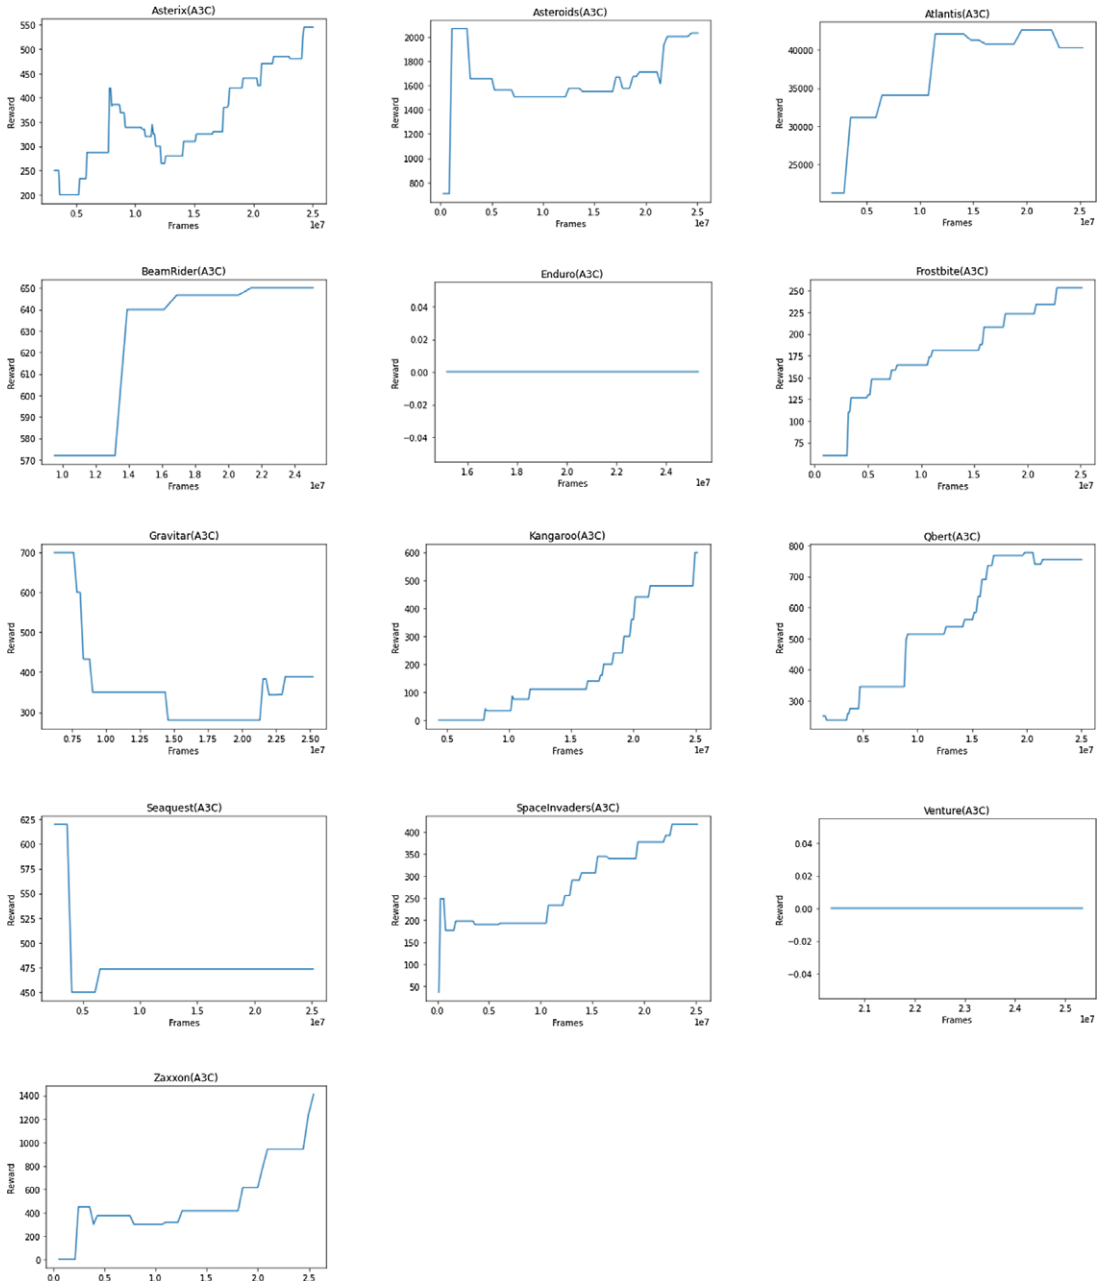 Asterix(A3C)
550
500
450
400
350
300
250
200
Reward
0.5 1.0 1.5 2.0 2.5
1e7
Frames
Asteroids(A3C)
2000
1800
1600
1400
1200
1000
800
Reward
0.0 0.5 1.0 1.5 2.0 2.5
1e7
Frames
Atlantis(A3C)
40000
35000
30000
25000
Reward
0.5 1.0 1.5 2.0 2.5
1e7
Frames
BeamRider(A3C)
650
640
630
620
610
600
590
580
570
Reward
1.0 1.2 1.4 1.6 1.8 2.0 2.2 2.4
1e7
Frames
Enduro(A3C)
0.04
0.02
0.00
−0.02
−0.04
Reward
1.6 1.8 2.0 2.2 2.4
1e7
Frames
Frostbite(A3C)
250
225
200
175
150
125
100
75
Reward
0.0 0.5 1.0 1.5 2.0 2.5
1e7
Frames
Gravitar(A3C)
700
600
500
400
300
Reward
0.75 1.00 1.25 1.50 1.75 2.00 2.25 2.50
1e7
Frames
Kangaroo(A3C)
600
500
400
300
200
100
0
Reward
0.5 1.0 1.5 2.0 2.5
1e7
Frames
Qbert(A3C)
800
700
600
500
400
300
Reward
0.5 1.0 1.5 2.0 2.5
1e7
Frames
Seaquest(A3C)
625
600
575
550
525
500
475
450
Reward
0.5 1.0 1.5 2.0 2.5
1e7
Frames
SpaceInvaders(A3C)
400
350
300
250
200
150
100
50
Reward
0.0 0.5 1.0 1.5 2.0 2.5
1e7
Frames
Venture(A3C)
0.04
0.02
0.00
−0.02
−0.04
Reward
2.1 2.2 2.3 2.4 2.5
1e7
Frames
Zaxxon(A3C)
1400
1200
1000
800
600
400
200
0
Reward
0.0 0.5 1.0 1.5 2.0 2.5